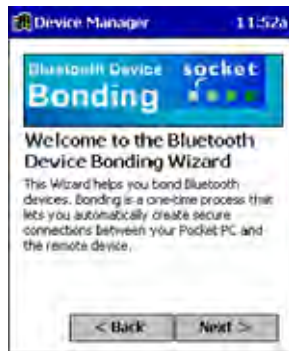 Device Manager 11:52a
Bluetooth Device socket
Bonding
Welcome to the Bluetooth
Device Bonding Wizard
This Wizard helps you bond Bluetooth
devices. Bonding is a one-time process that
lets you automatically create secure
connections between your Pocket PC and
the remote device.
< Back Next >